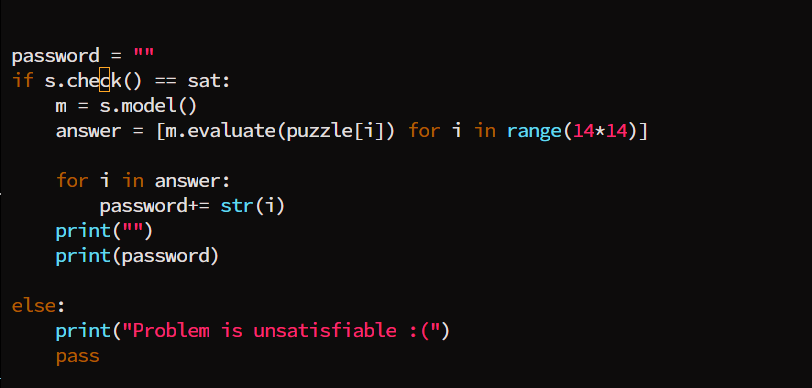 password = ""
if s.check() == sat:
    m = s.model()
    answer = [m.evaluate(puzzle[i]) for i in range(14*14)]
    for i in answer:
        password+= str(i)
    print("")
    print(password)
else:
    print("Problem is unsatisfiable :(")
    pass